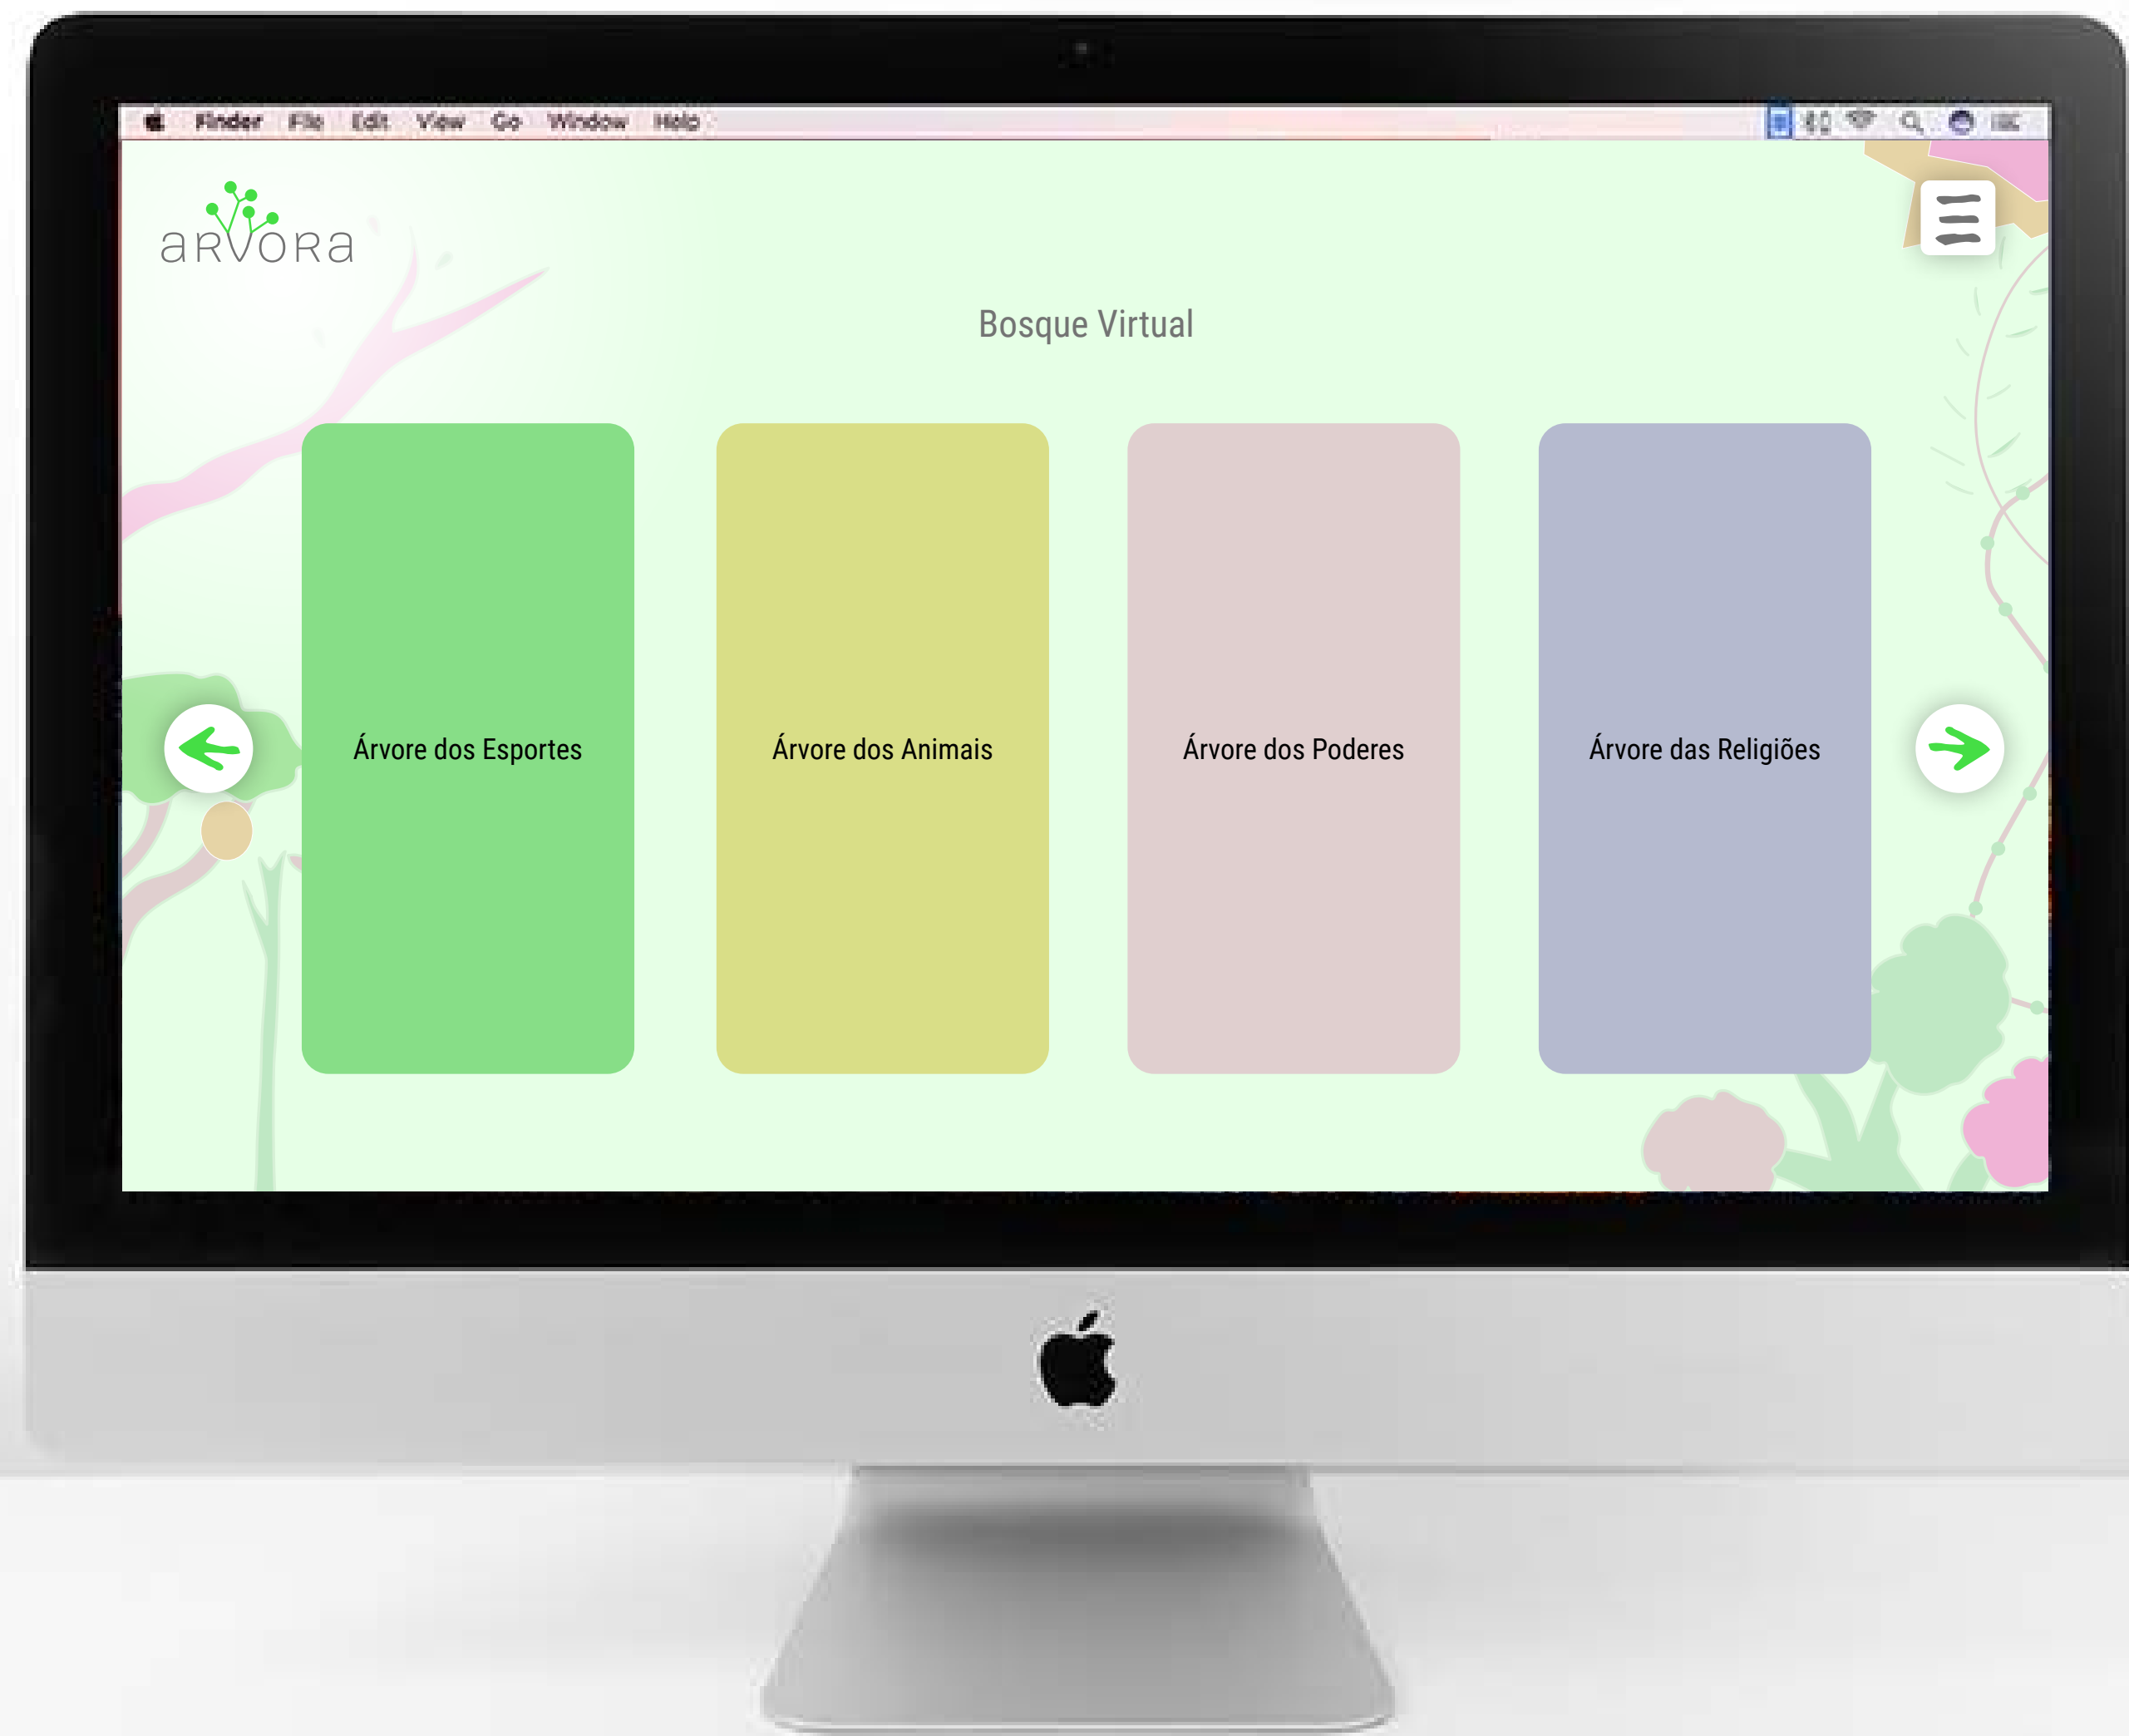 Finder File Edit View Go Window Help
aRVORa
Bosque Virtual
Árvore dos Esportes
Árvore dos Animais
Árvore dos Poderes
Árvore das Religiões